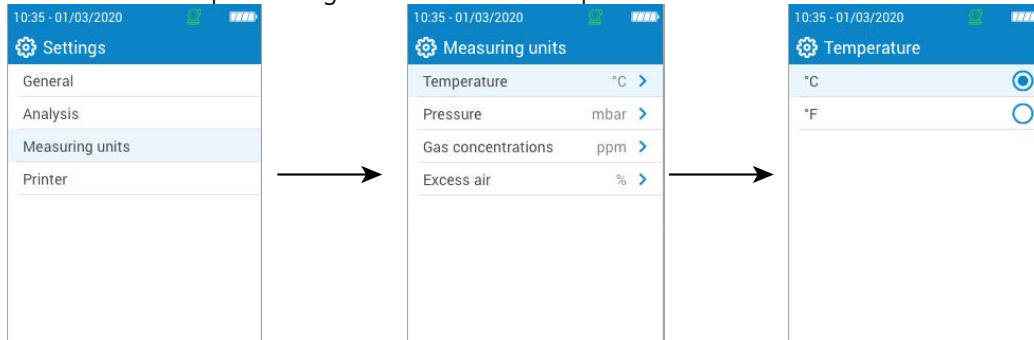 10:35 - 01/03/2020
Settings
General
Analysis
Measuring units
Printer
10:35 - 01/03/2020
Measuring units
Temperature °C
Pressure mbar
Gas concentrations ppm
Excess air %
10:35 - 01/03/2020
Temperature
°C
°F